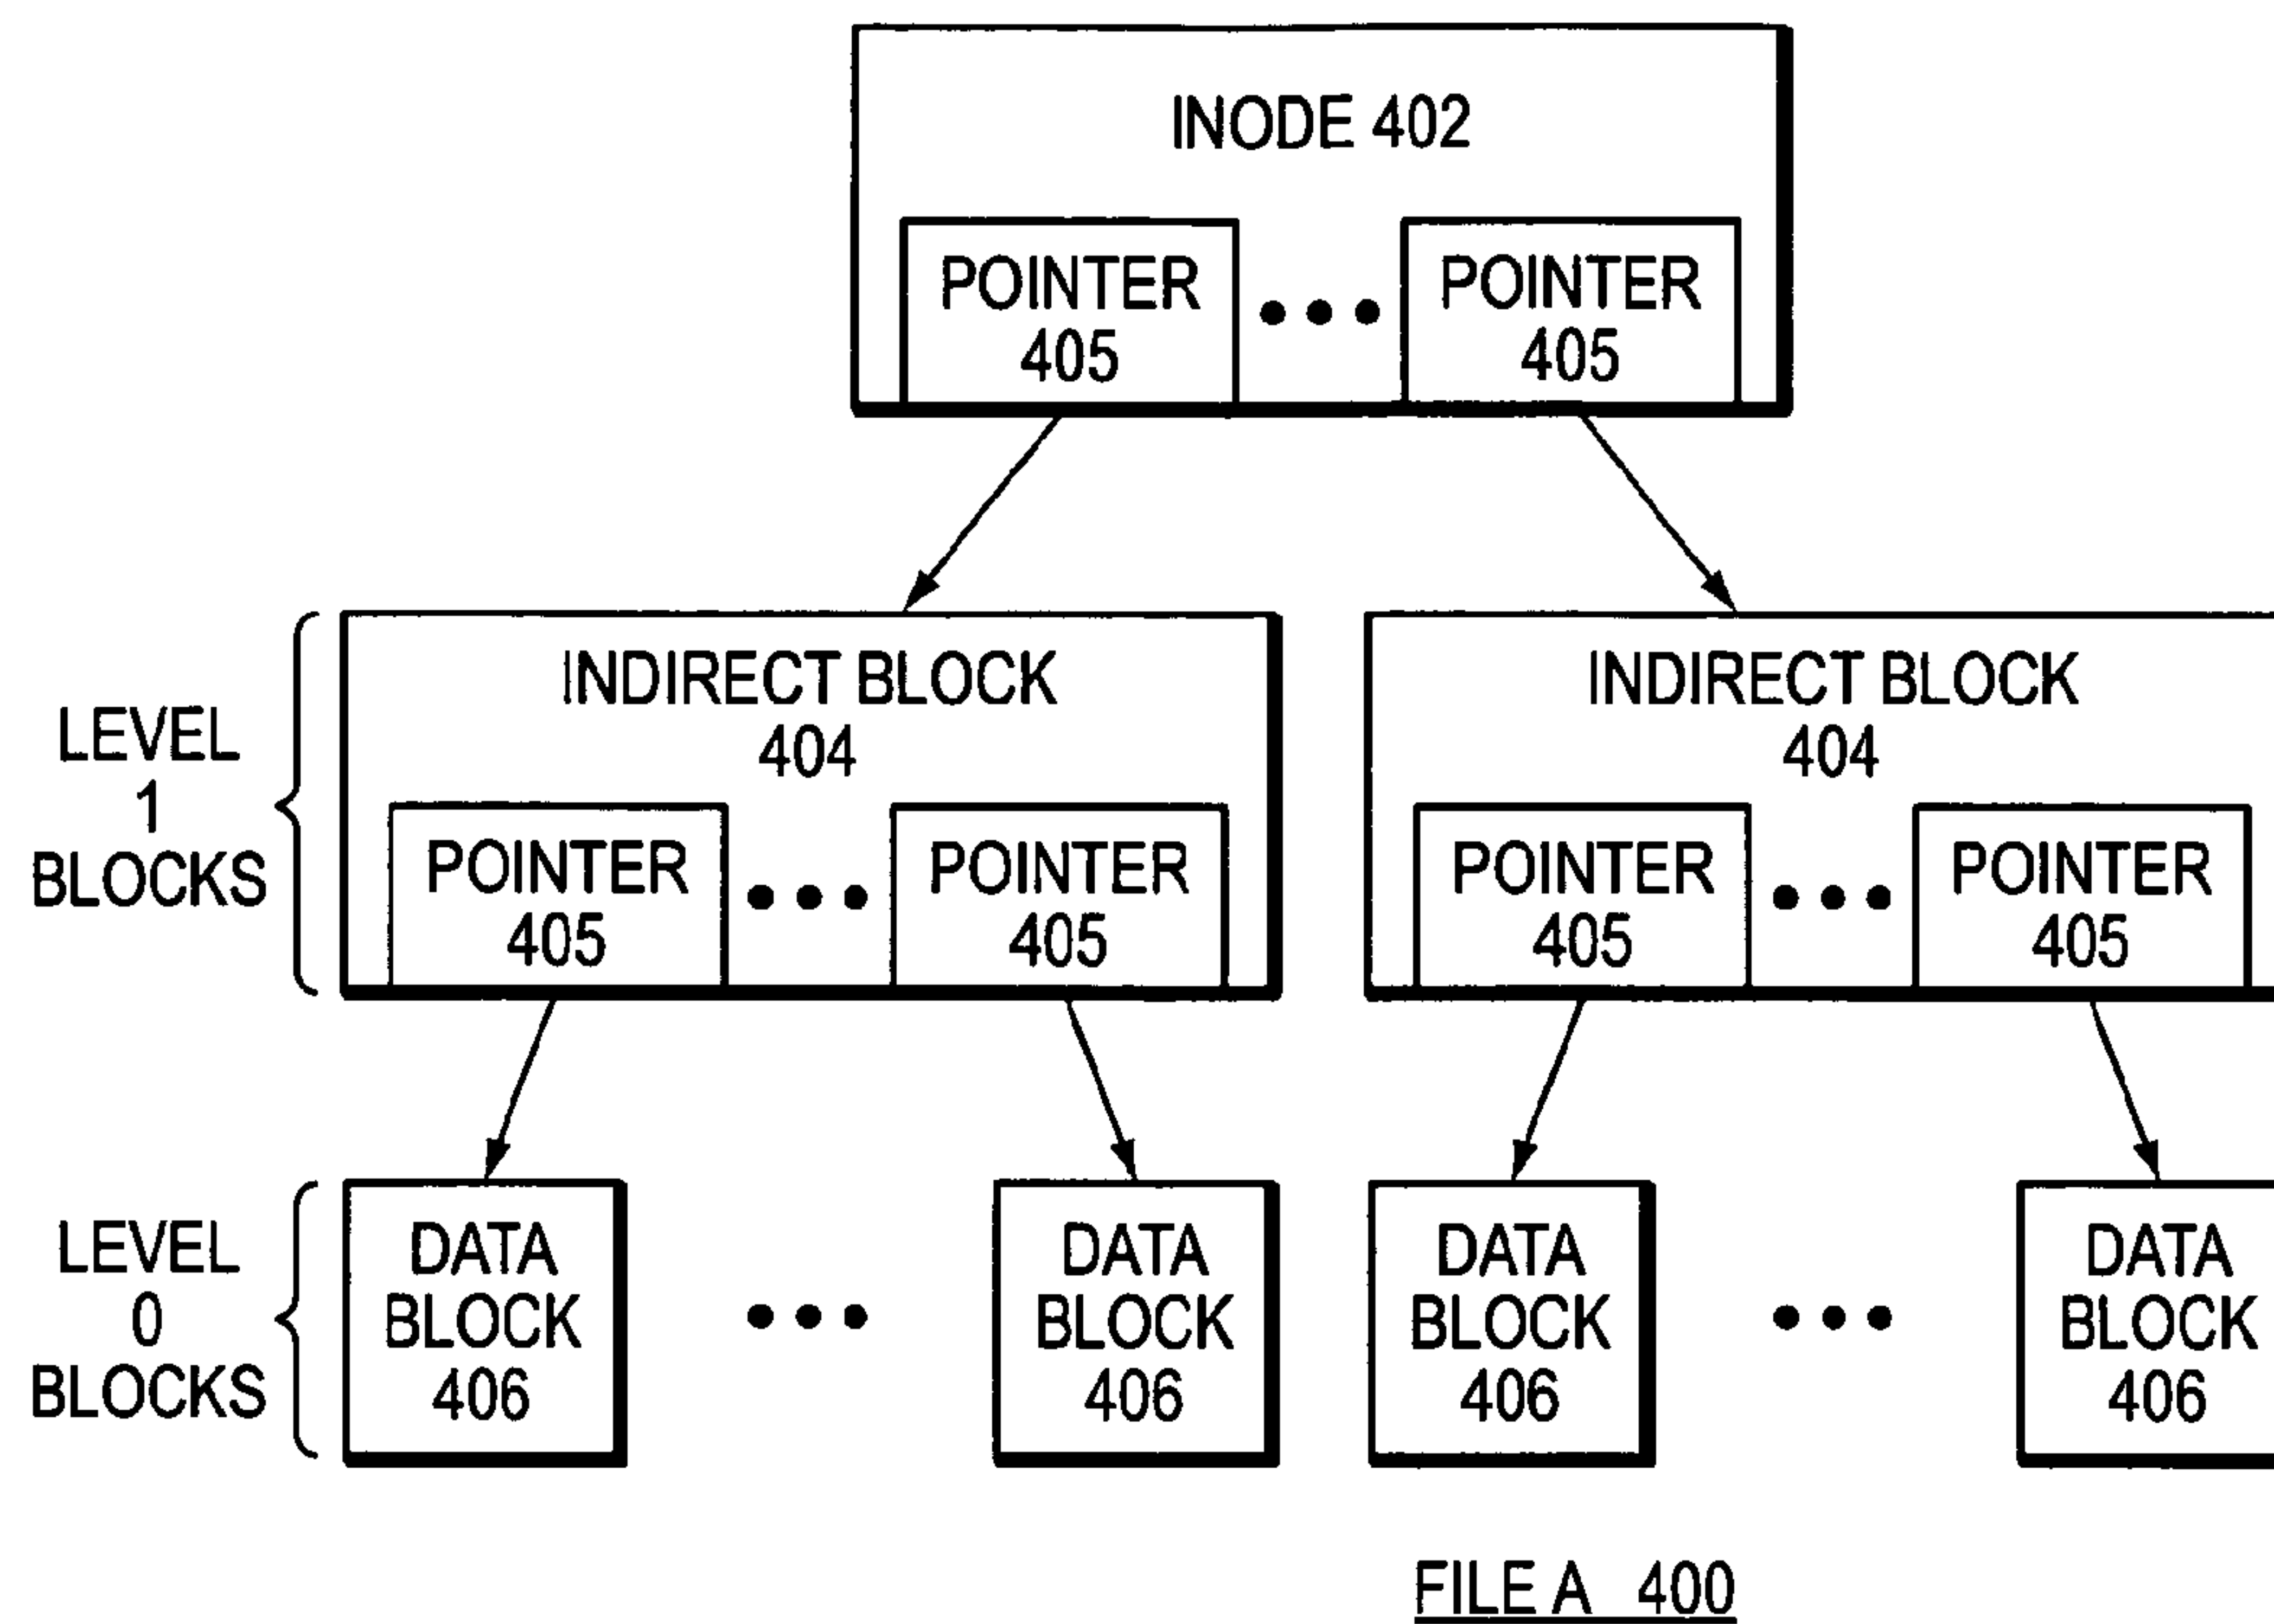 INODE 402
POINTER
405
POINTER
405
LEVEL
1
BLOCKS
INDIRECT BLOCK
404
POINTER
405
POINTER
405
INDIRECT BLOCK
404
POINTER
405
POINTER
405
LEVEL
0
BLOCKS
DATA
BLOCK
406
DATA
BLOCK
406
DATA
BLOCK
406
DATA
BLOCK
406
FILE A 400